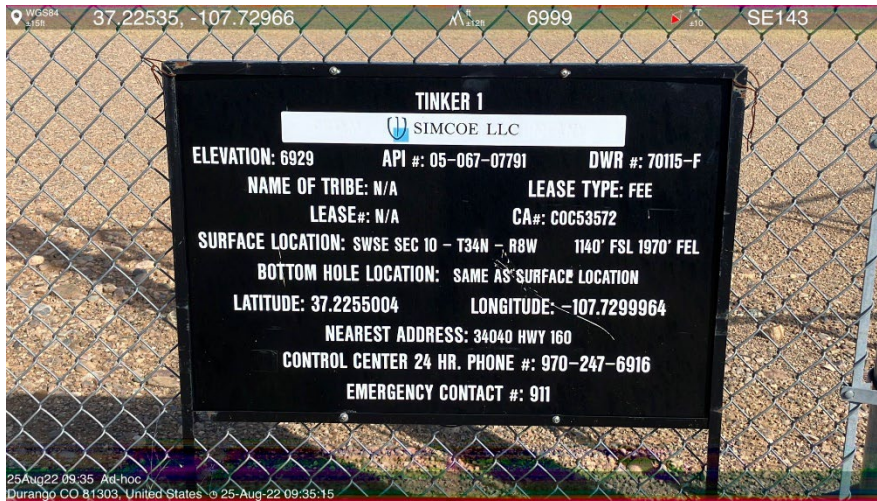 WGS84 ±15ft 37.22535, -107.72966 ft ±12ft 6999 °T ±10 SE143
TINKER 1
SIMCOE LLC
ELEVATION: 6929 API #: 05-067-07791 DWR #: 70115-F
NAME OF TRIBE: N/A LEASE TYPE: FEE
LEASE#: N/A CA#: COC53572
SURFACE LOCATION: SWSE SEC 10 - T34N - R8W 1140' FSL 1970' FEL
BOTTOM HOLE LOCATION: SAME AS SURFACE LOCATION
LATITUDE: 37.2255004 LONGITUDE: -107.7299964
NEAREST ADDRESS: 34040 HWY 160
CONTROL CENTER 24 HR. PHONE #: 970-247-6916
EMERGENCY CONTACT #: 911
25Aug22 09:35 Ad-hoc
Durango CO 81303, United States 25-Aug-22 09:35:15